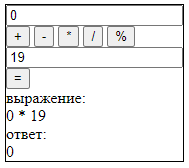 0
+ - * / %
19
=
выражение:
0 * 19
ответ:
0